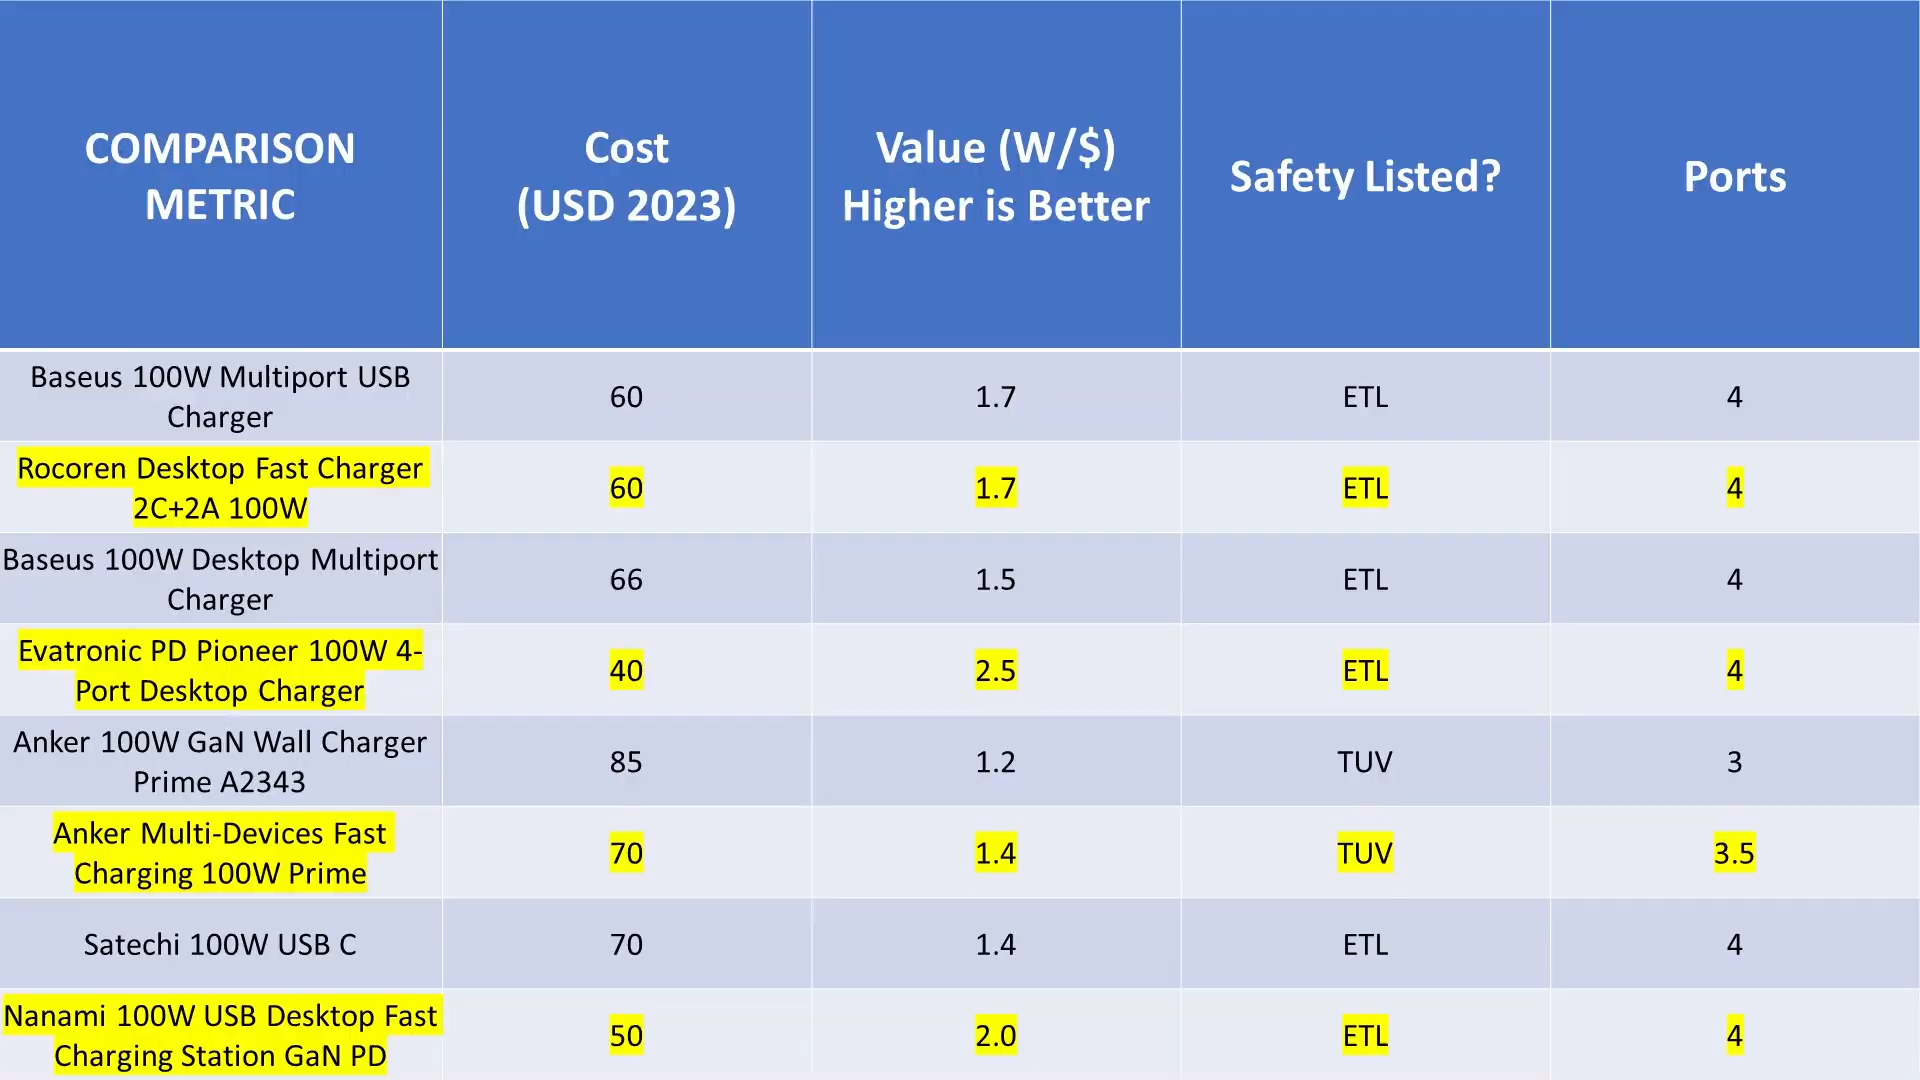 COMPARISON
METRIC
Cost
(USD 2023)
Value (W/$)
Higher is Better
Safety Listed?
Ports
Baseus 100W Multiport USB
Charger
60
1.7
ETL
4
Rocoren Desktop Fast Charger
2C+2A 100W
60
1.7
ETL
4
Baseus 100W Desktop Multiport
Charger
66
1.5
ETL
4
Evatronic PD Pioneer 100W 4-
Port Desktop Charger
40
2.5
ETL
4
Anker 100W GaN Wall Charger
Prime A2343
85
1.2
TUV
3
Anker Multi-Devices Fast
Charging 100W Prime
70
1.4
TUV
3.5
Satechi 100W USB C
70
1.4
ETL
4
Nanami 100W USB Desktop Fast
Charging Station GaN PD
50
2.0
ETL
4